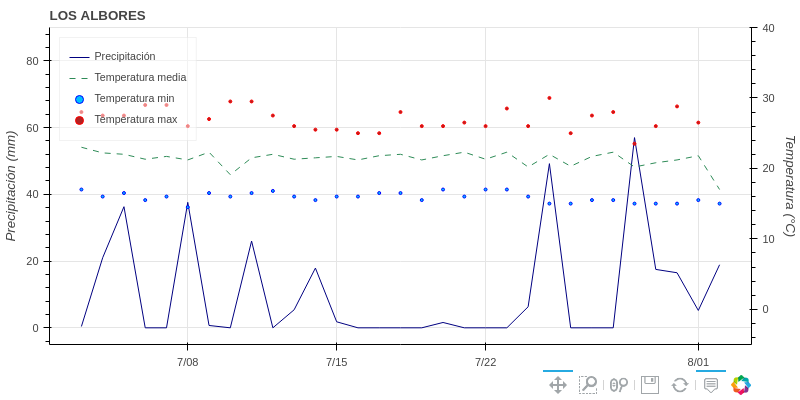 LOS ALBORES
Precipitación
Temperatura media
Temperatura min
Temperatura max
Precipitación (mm)
80
60
40
20
0
40
30
20
10
0
Temperatura (°C)
7/08 7/15 7/22 8/01